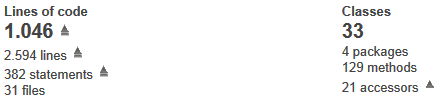 Lines of code
1.046
2.594 lines
382 statements
31 files
Classes
33
4 packages
129 methods
21 accessors